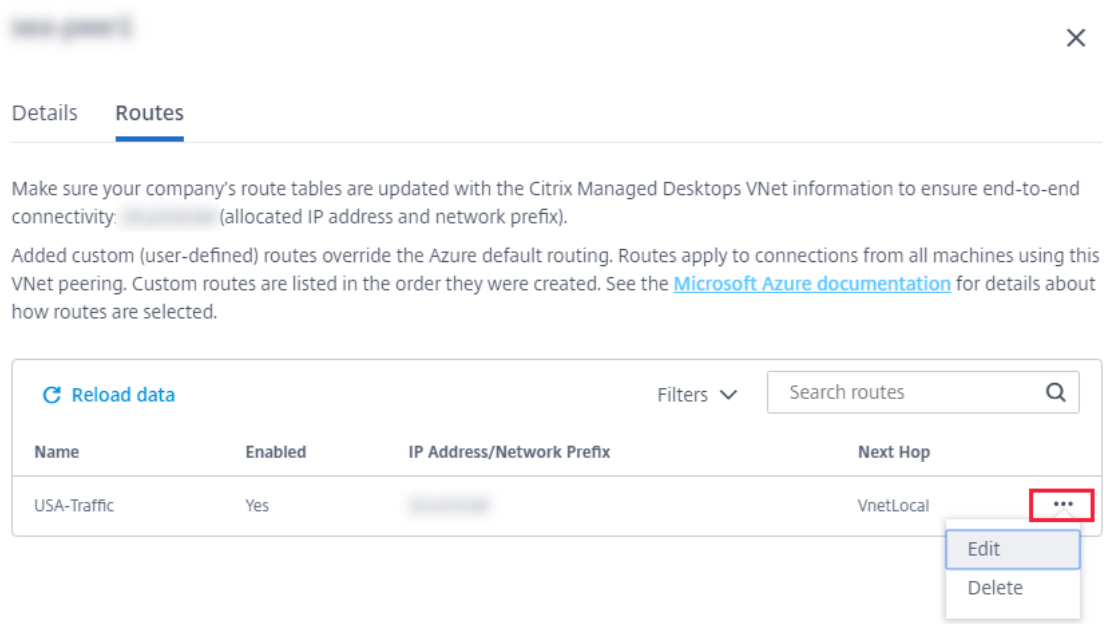 Details Routes
Make sure your company's route tables are updated with the Citrix Managed Desktops VNet information to ensure end-to-end
connectivity: (allocated IP address and network prefix).
Added custom (user-defined) routes override the Azure default routing. Routes apply to connections from all machines using this
VNet peering. Custom routes are listed in the order they were created. See the Microsoft Azure documentation for details about
how routes are selected.
Reload data Filters Search routes
Name Enabled IP Address/Network Prefix Next Hop
USA-Traffic Yes VnetLocal ...
Edit
Delete